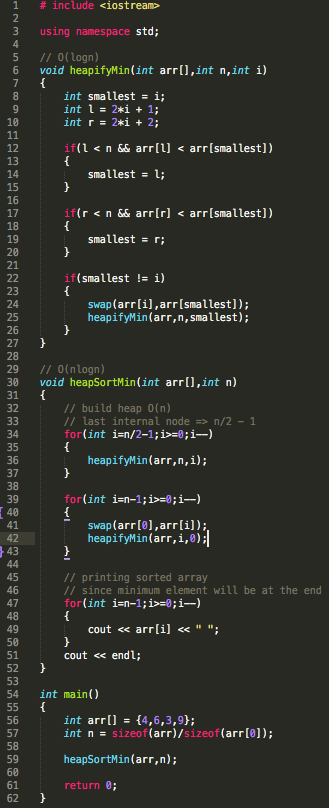 1 # include <iostream>
2
3 using namespace std;
4
5 // O(logn)
6 void heapifyMin(int arr[],int n,int i)
7 {
8     int smallest = i;
9     int l = 2*i + 1;
10     int r = 2*i + 2;
11
12     if(l < n && arr[l] < arr[smallest])
13     {
14         smallest = l;
15     }
16
17     if(r < n && arr[r] < arr[smallest])
18     {
19         smallest = r;
20     }
21
22     if(smallest != i)
23     {
24         swap(arr[i],arr[smallest]);
25         heapifyMin(arr,n,smallest);
26     }
27 }
28
29 // O(nlogn)
30 void heapSortMin(int arr[],int n)
31 {
32     // build heap O(n)
33     // last internal node => n/2 - 1
34     for(int i=n/2-1;i>=0;i--)
35     {
36         heapifyMin(arr,n,i);
37     }
38
39     for(int i=n-1;i>=0;i--)
40     {
41         swap(arr[0],arr[i]);
42         heapifyMin(arr,i,0);
43     }
44
45     // printing sorted array
46     // since minimum element will be at the end
47     for(int i=n-1;i>=0;i--)
48     {
49         cout << arr[i] << " ";
50     }
51     cout << endl;
52 }
53
54 int main()
55 {
56     int arr[] = {4,6,3,9};
57     int n = sizeof(arr)/sizeof(arr[0]);
58
59     heapSortMin(arr,n);
60
61     return 0;
62 }